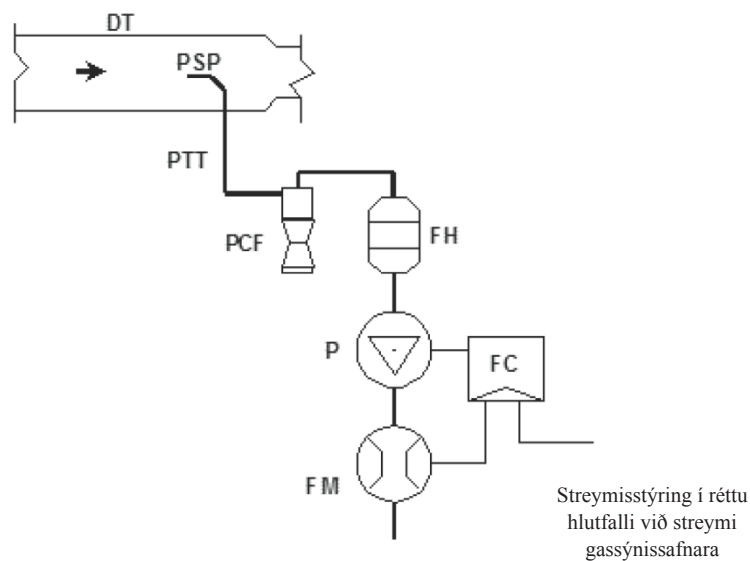 DT
PSP
PTT
PCF
FH
P
FC
FM
Streymisstýring í réttu
hlutfalli við streymi
gassýnissafnara